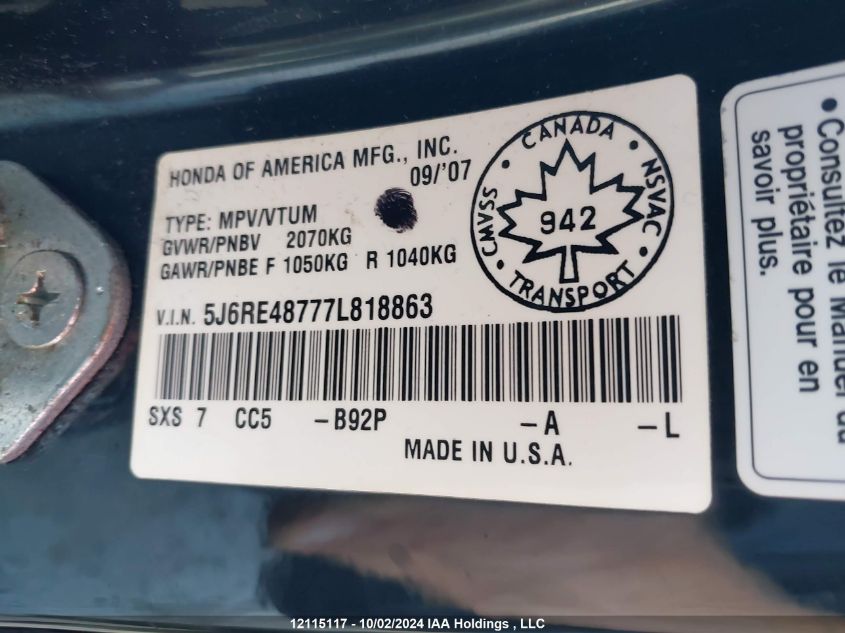 HONDA OF AMERICA MFG., INC.
09/'07
TYPE: MPV/VTUM
GVWR/PNBV 2070KG
GAWR/PNBE F 1050KG R 1040KG
V.I.N. 5J6RE48777L818863
SXS 7 CC5 -B92P -A -L
MADE IN U.S.A.
CANADA
CMVSS
942
NSVAC
TRANSPORT
• Consultez le Manuel du
propriétaire pour en
savoir plus.
12115117 - 10/02/2024 IAA Holdings , LLC